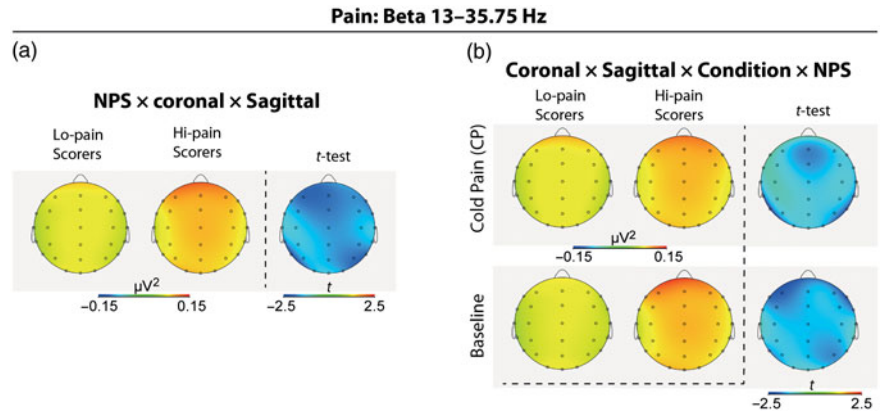 Pain: Beta 13–35.75 Hz
(a)
NPS × coronal × Sagittal
Lo-pain
Scorers
Hi-pain
Scorers
t-test
μV²
−0.15 0.15
t
−2.5 2.5
(b)
Coronal × Sagittal × Condition × NPS
Lo-pain
Scorers
Hi-pain
Scorers
t-test
Cold Pain (CP)
μV²
−0.15 0.15
Baseline
t
−2.5 2.5